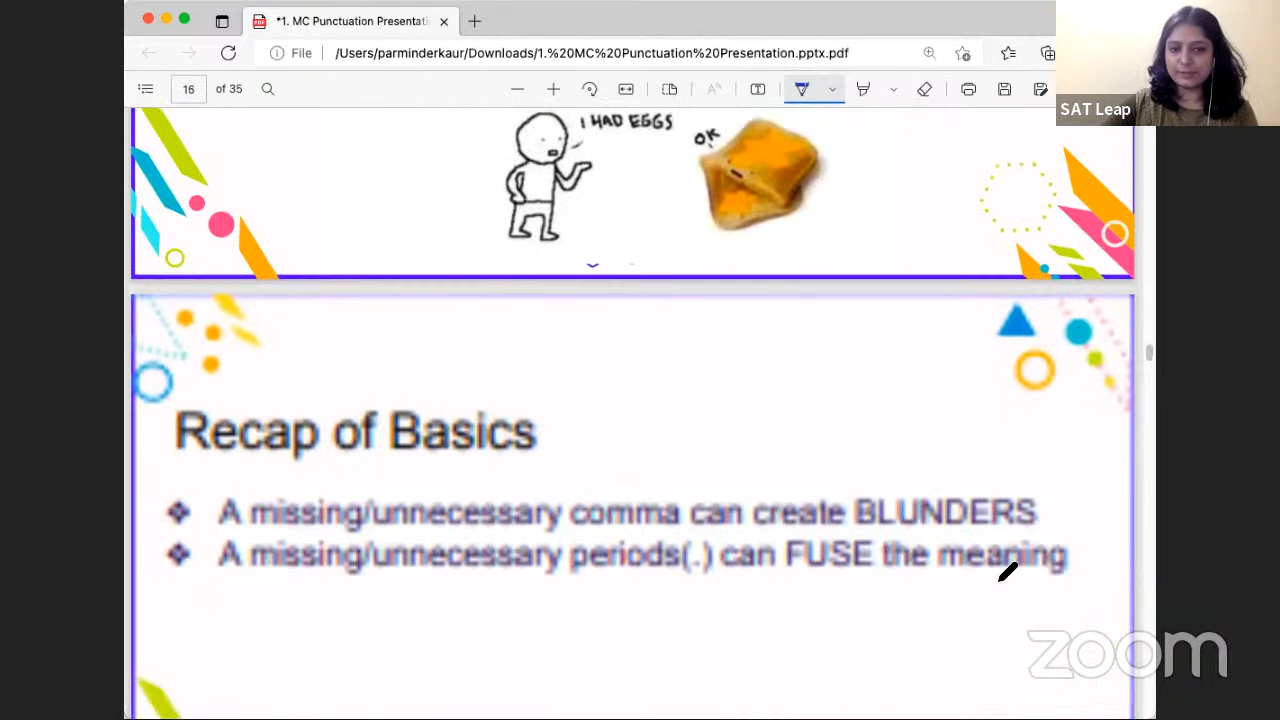 *1. MC Punctuation Presentati
File
/Users/parminderkaur/Downloads/1.%20MC%20Punctuation%20Presentation.pptx.pdf
16 of 35
SAT Leap
I HAD EGGS
OK
Recap of Basics
A missing/unnecessary comma can create BLUNDERS
A missing/unnecessary periods(.) can FUSE the meaning
zoom